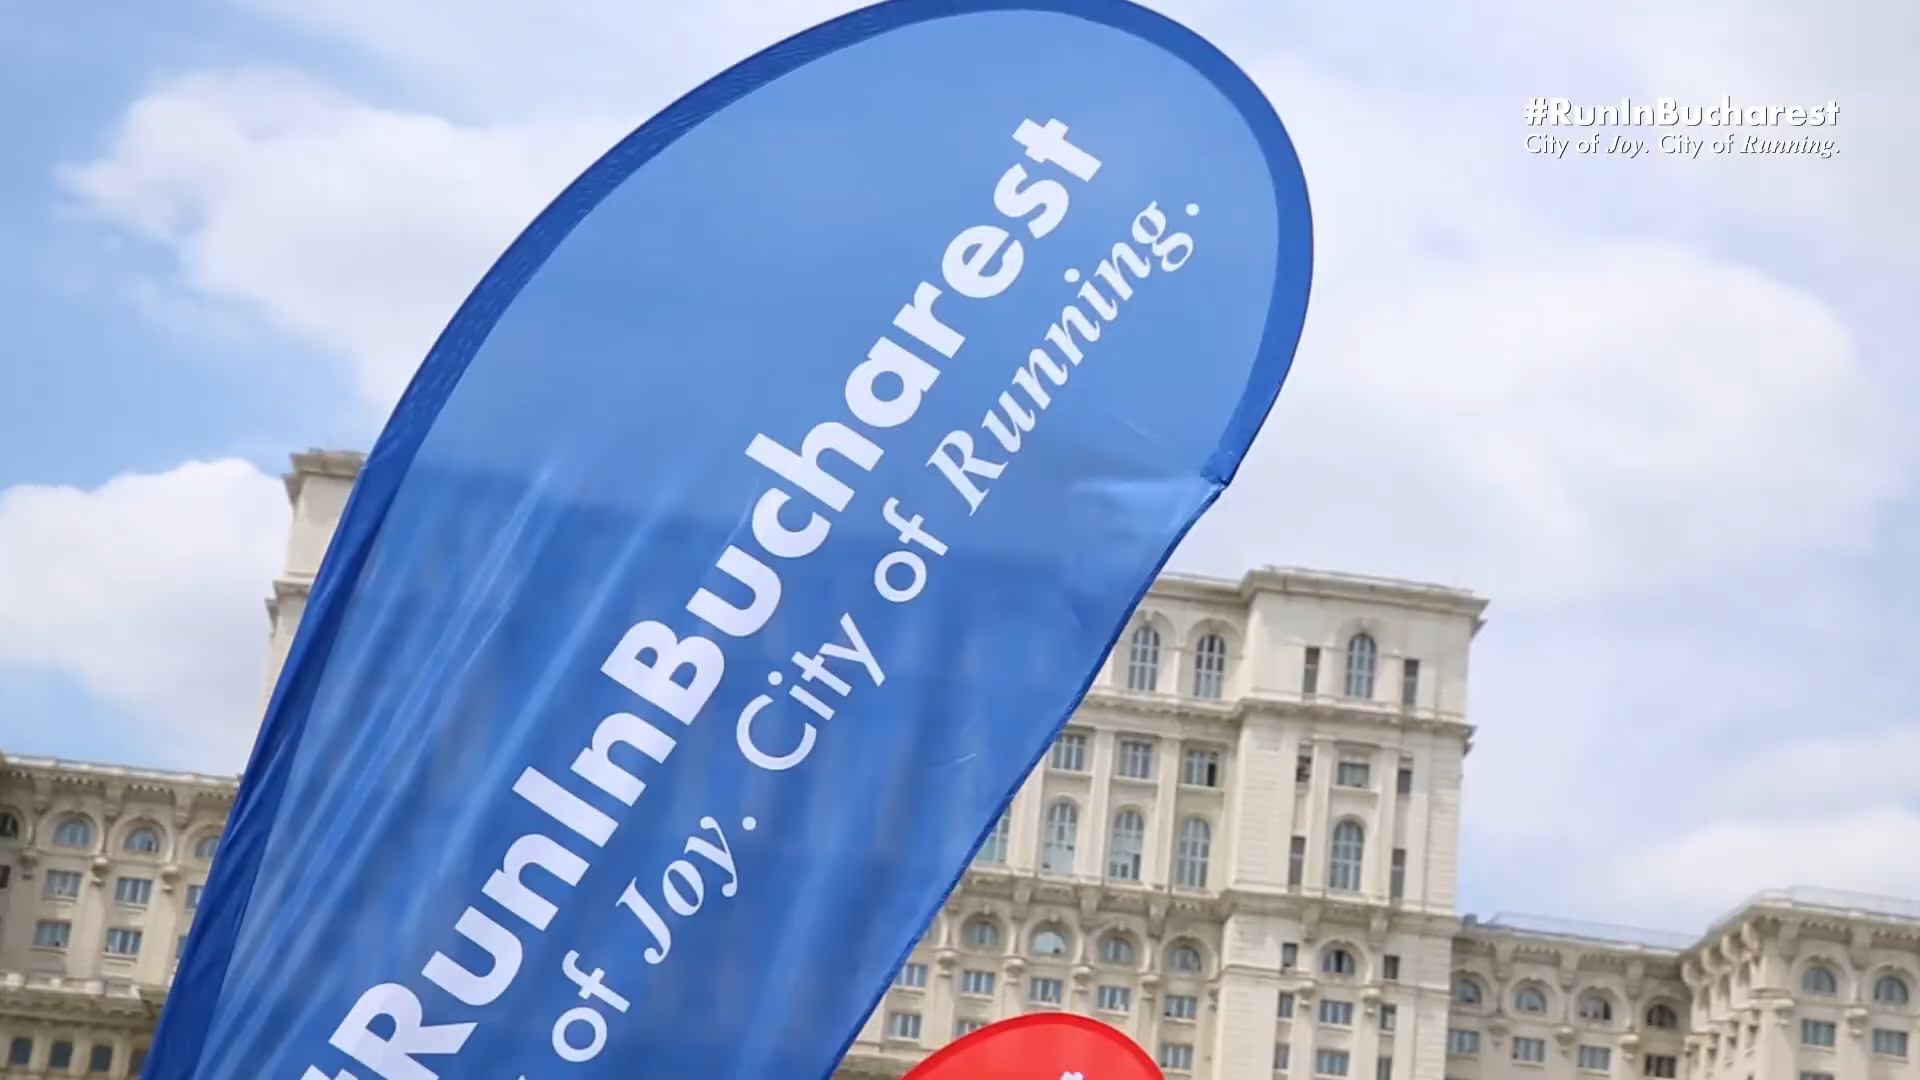 #RunInBucharest
City of Joy. City of Running.
RunInBucharest
of Joy. City of Running.